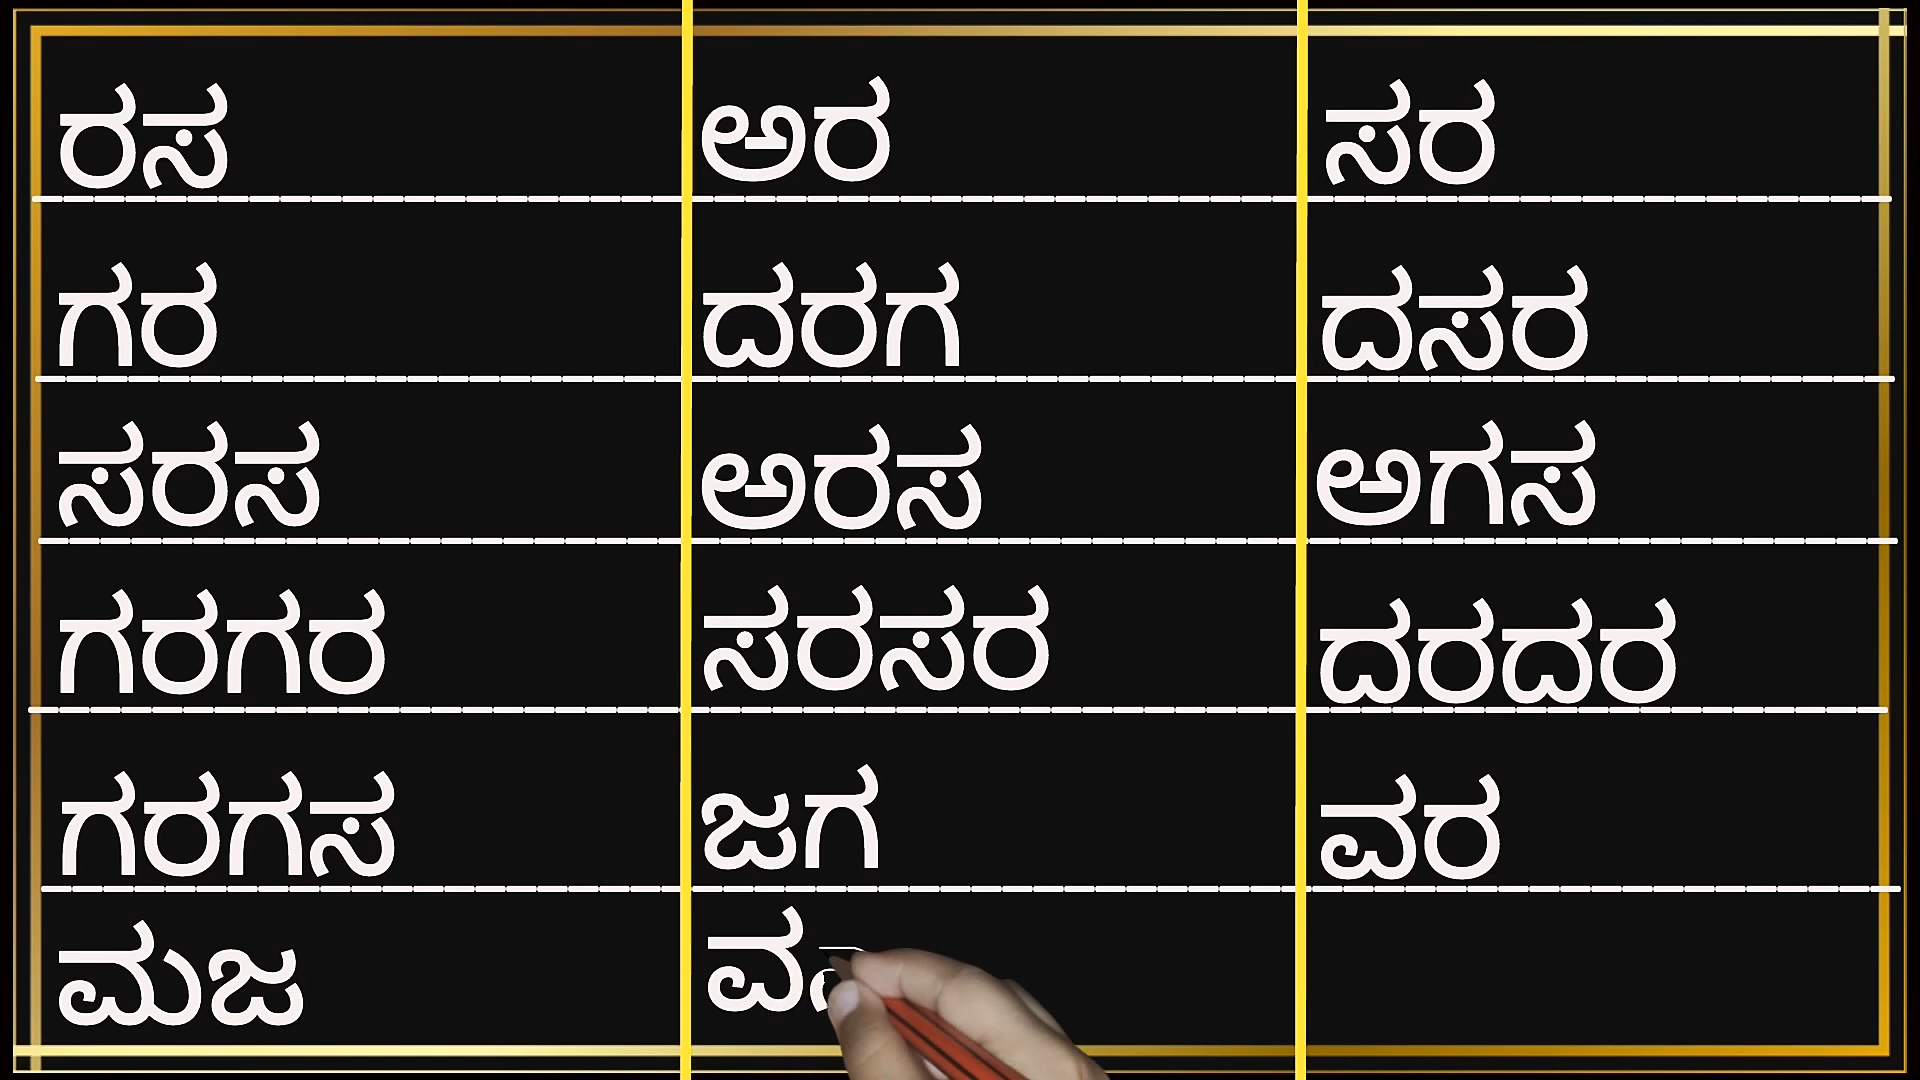 ರಸ ಅರ ಸರ
ಗರ ದರಗ ದಸರ
ಸರಸ ಅರಸ ಅಗಸ
ಗರಗರ ಸರಸರ ದರದರ
ಗರಗಸ ಜಗ ವರ
ಮಜ